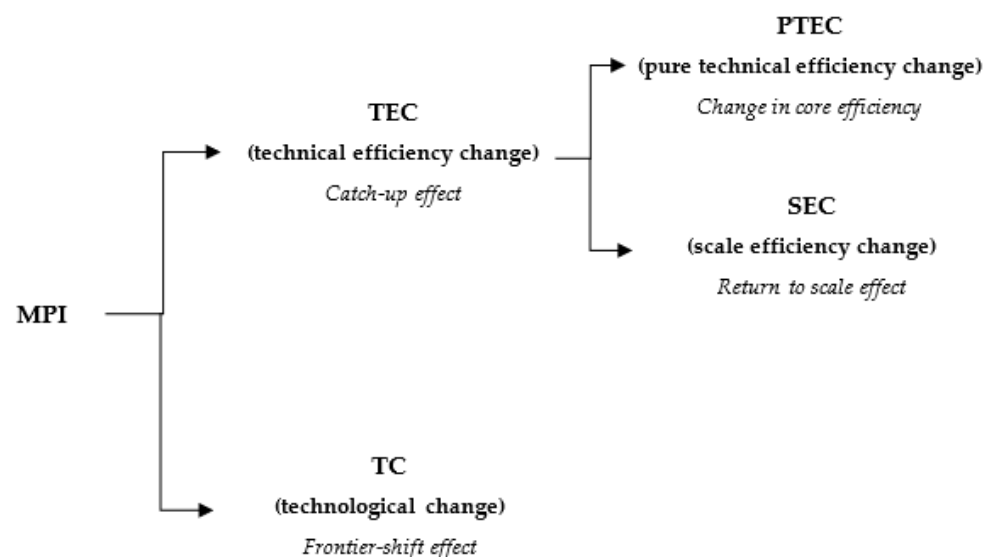 PTEC
(pure technical efficiency change)
Change in core efficiency
TEC
(technical efficiency change)
Catch-up effect
SEC
(scale efficiency change)
Return to scale effect
MPI
TC
(technological change)
Frontier-shift effect